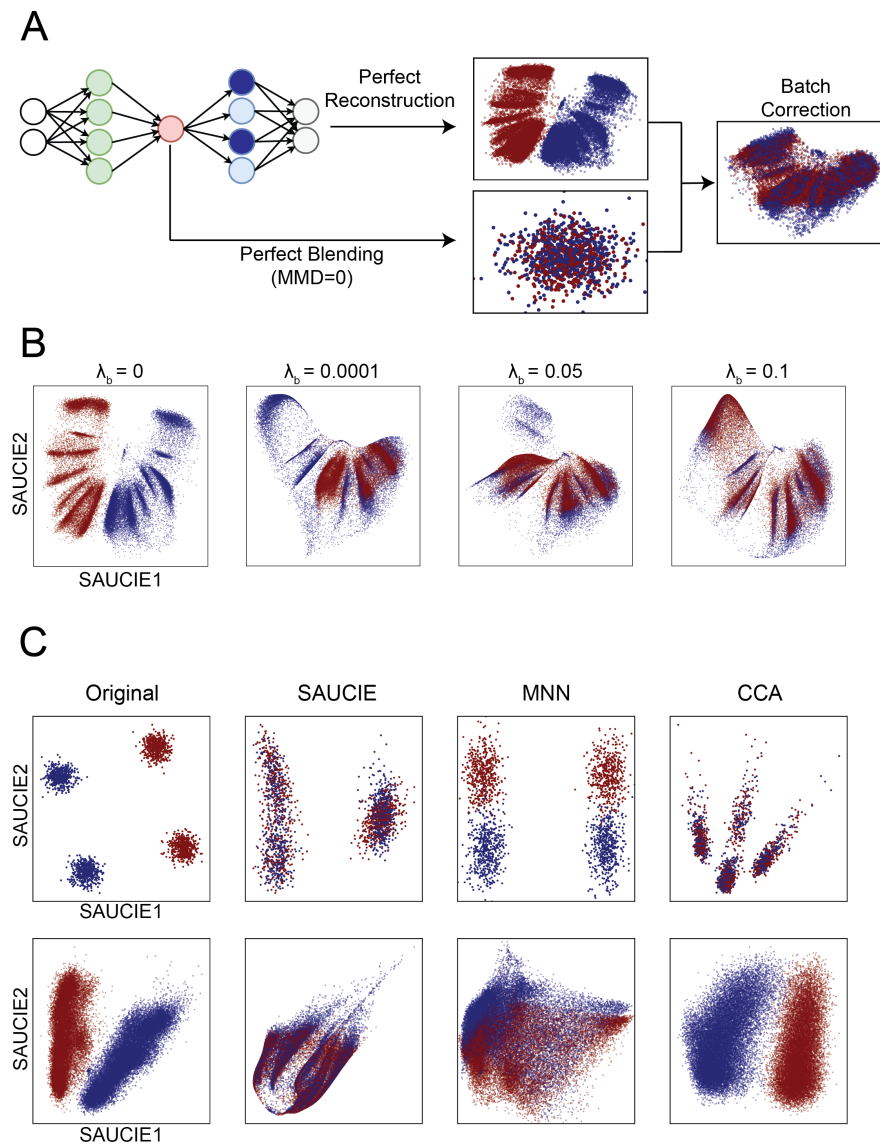 A
Perfect
Reconstruction
Batch
Correction
Perfect Blending
(MMD=0)
B
λb = 0
λb = 0.0001
λb = 0.05
λb = 0.1
SAUCIE2
SAUCIE1
C
Original
SAUCIE
MNN
CCA
SAUCIE2
SAUCIE1
SAUCIE2
SAUCIE1